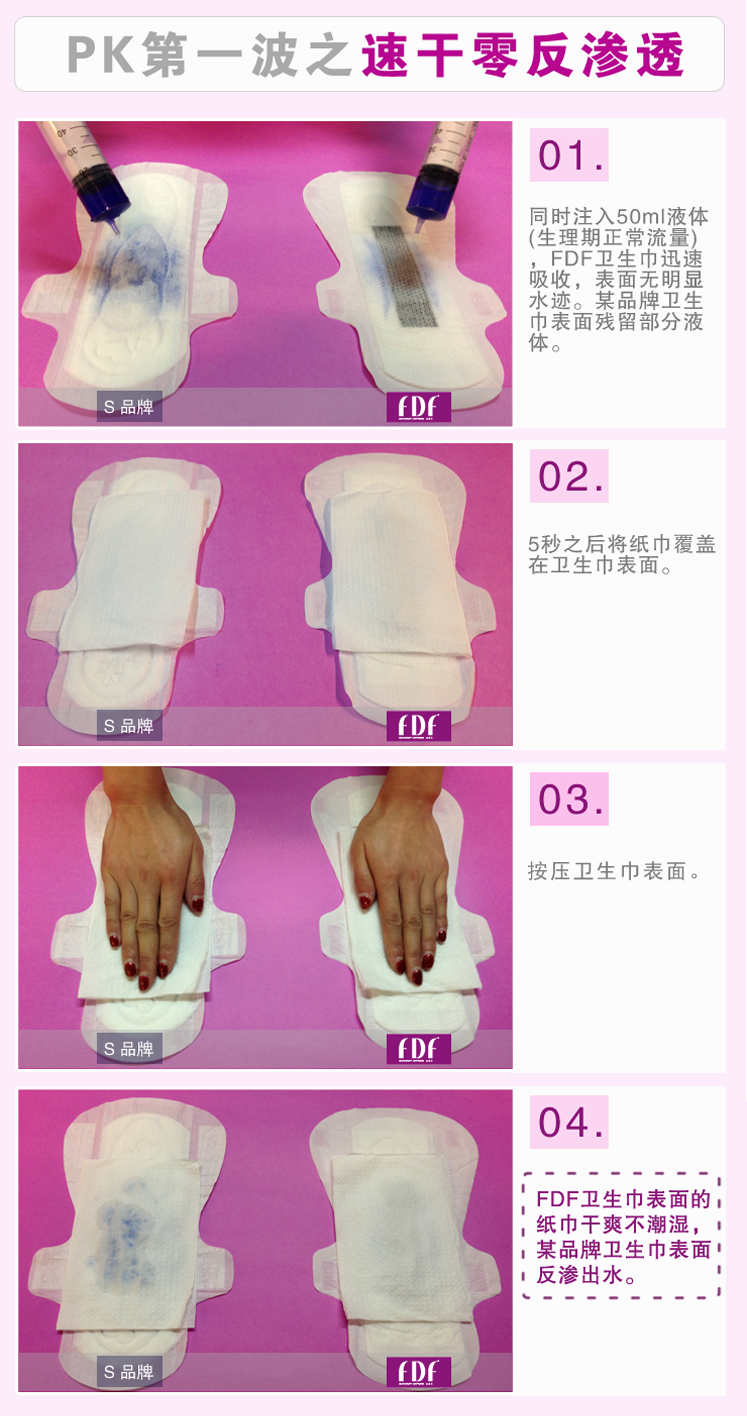 PK第一波之速干零反渗透
01.
同时注入50ml液体
(生理期正常流量)
，FDF卫生巾迅速
吸收，表面无明显
水迹。某品牌卫生
巾表面残留部分液
体。
S 品牌
FDF
02.
5秒之后将纸巾覆盖
在卫生巾表面。
S 品牌
FDF
03.
按压卫生巾表面。
S 品牌
FDF
04.
FDF卫生巾表面的
纸巾干爽不潮湿，
某品牌卫生巾表面
反渗出水。
S 品牌
FDF